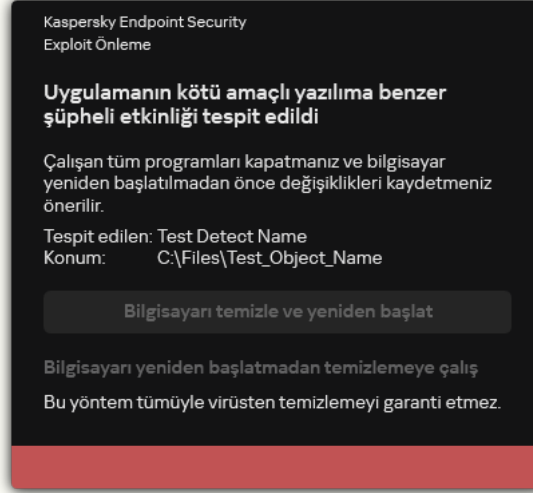 Kaspersky Endpoint Security
Exploit Önleme
Uygulamanın kötü amaçlı yazılıma benzer
şüpheli etkinliği tespit edildi
Çalışan tüm programları kapatmanız ve bilgisayar
yeniden başlatılmadan önce değişiklikleri kaydetmeniz
önerilir.
Tespit edilen: Test Detect Name
Konum: C:\Files\Test_Object_Name
Bilgisayarı temizle ve yeniden başlat
Bilgisayarı yeniden başlatmadan temizlemeye çalış
Bu yöntem tümüyle virüsten temizlemeyi garanti etmez.